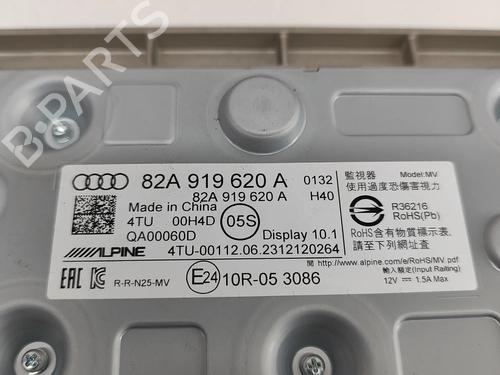 B-PARTS
82A 919 620 A 0132
82A 919 620 A H40
Made in China
4TU 00H4D 05S
QA00060D Display 10.1
ALPINE 4TU-00112.06.2312120264
EAC R-R-N25-MV E24 10R-05 3086
監視器 Model:MV
使用過度恐傷害視力
R36216
RoHS(Pb)
RoHS含有標示
請至下列網址查
http://www.alpine.com/e/RoHS/MV.pdf
輸入額定(Input Railting)
12V 1.5A Max